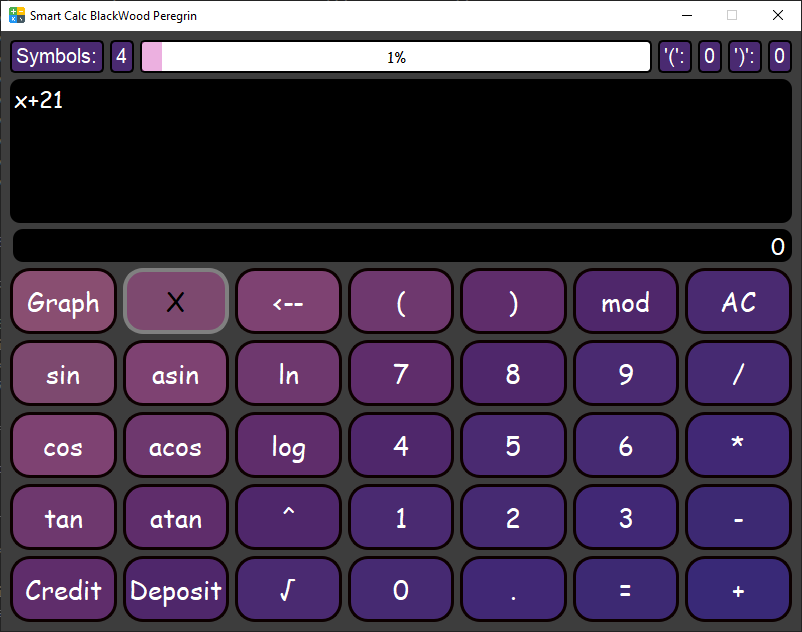 Smart Calc BlackWood Peregrin
Symbols: 4 1% '(': 0 ')': 0
x+21
0
Graph X <-- ( ) mod AC
sin asin ln 7 8 9 /
cos acos log 4 5 6 *
tan atan ^ 1 2 3 -
Credit Deposit √ 0 . = +